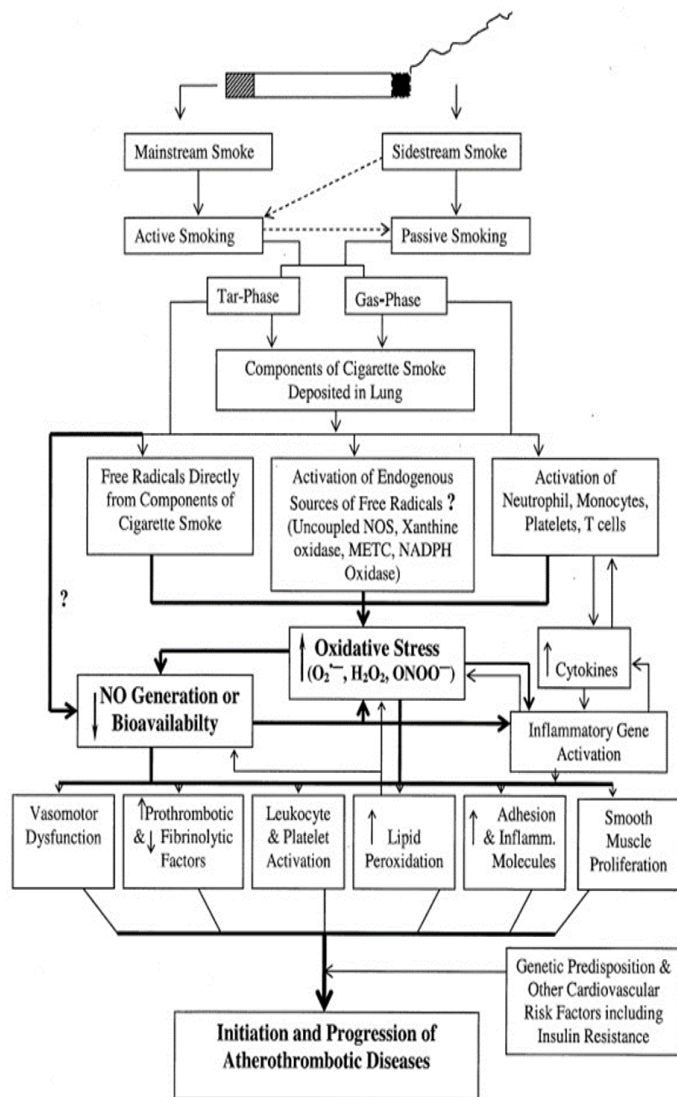 Mainstream Smoke
Sidestream Smoke
Active Smoking
Passive Smoking
Tar-Phase
Gas-Phase
Components of Cigarette Smoke
Deposited in Lung
Free Radicals Directly
from Components of
Cigarette Smoke
Activation of Endogenous
Sources of Free Radicals ?
(Uncoupled NOS, Xanthine
oxidase, METC, NADPH
Oxidase)
Activation of
Neutrophil, Monocytes,
Platelets, T cells
?
↑ Oxidative Stress
(O₂•−, H₂O₂, ONOO−)
↑ Cytokines
↓ NO Generation or
Bioavailabilty
Inflammatory Gene
Activation
Vasomotor
Dysfunction
↑Prothrombotic
&↓ Fibrinolytic
Factors
Leukocyte
& Platelet
Activation
↑ Lipid
Peroxidation
↑ Adhesion
& Inflamm.
Molecules
Smooth
Muscle
Proliferation
Genetic Predisposition &
Other Cardiovascular
Risk Factors including
Insulin Resistance
Initiation and Progression of
Atherothrombotic Diseases